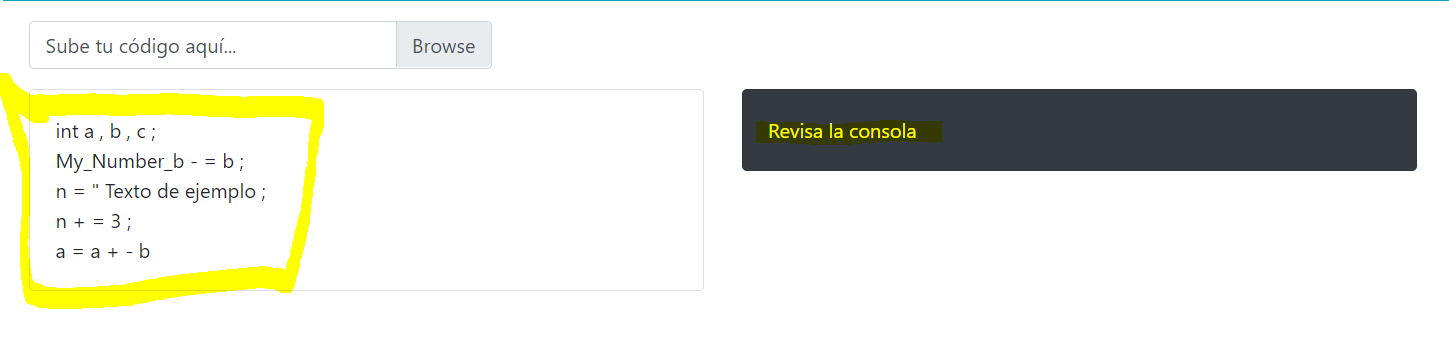 Sube tu código aquí...
Browse
int a , b , c ;
My_Number_b - = b ;
n = " Texto de ejemplo ;
n + = 3 ;
a = a + - b
Revisa la consola